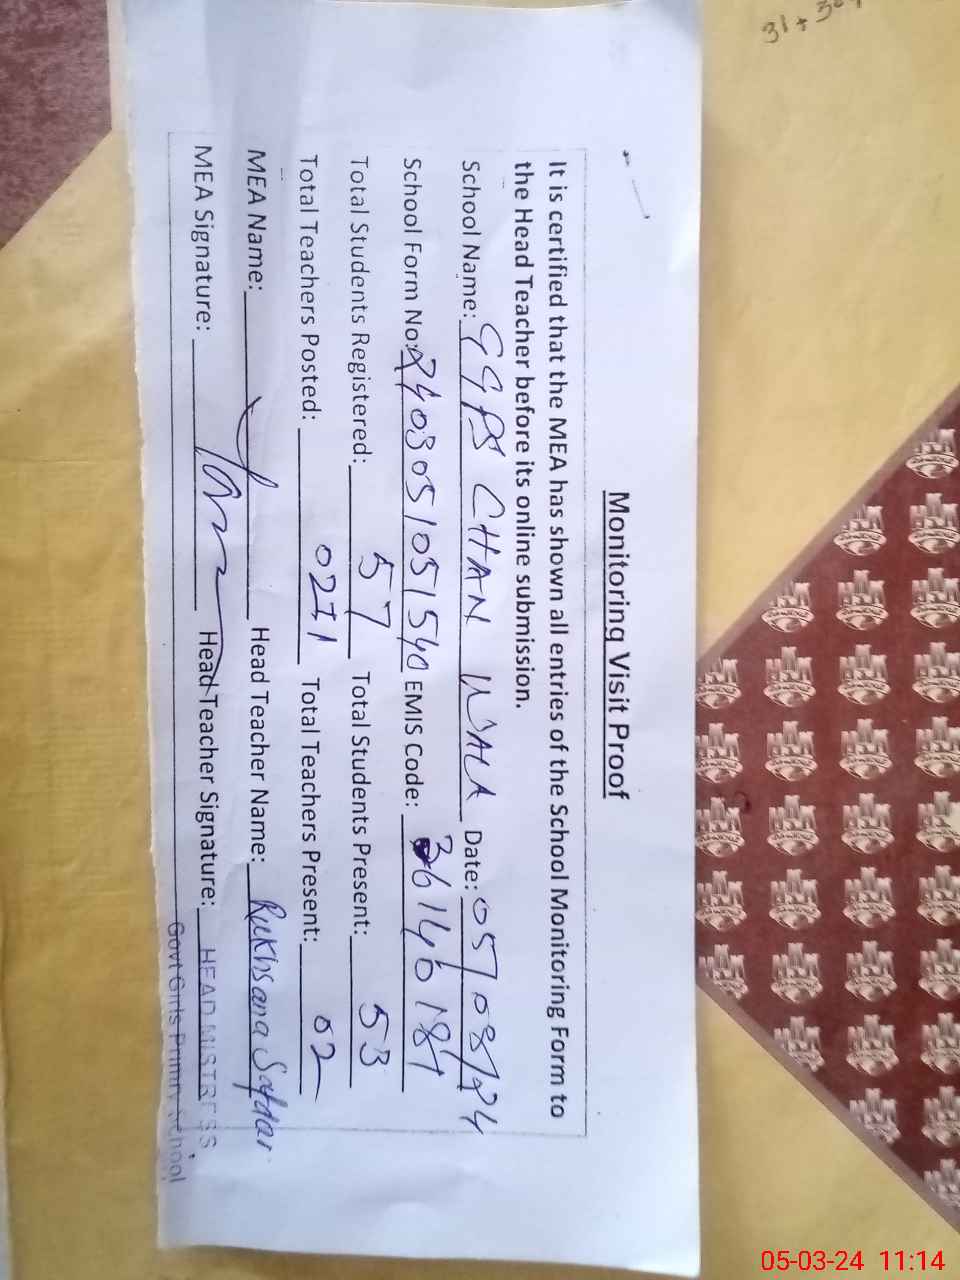 31 +
Monitoring Visit Proof
It is certified that the MEA has shown all entries of the School Monitoring Form to
the Head Teacher before its online submission.
School Name: GGPS CHAN WALA Date: 05/03/24
School Form No: 2403051051540 EMIS Code: 36140181
Total Students Registered: 57 Total Students Present: 53
Total Teachers Posted: 02 Total Teachers Present: 02
MEA Name: Head Teacher Name: Rukhsana Safdar
MEA Signature: Head Teacher Signature: HEAD MISTRESS
Govt Girls Primry School
05-03-24 11:14